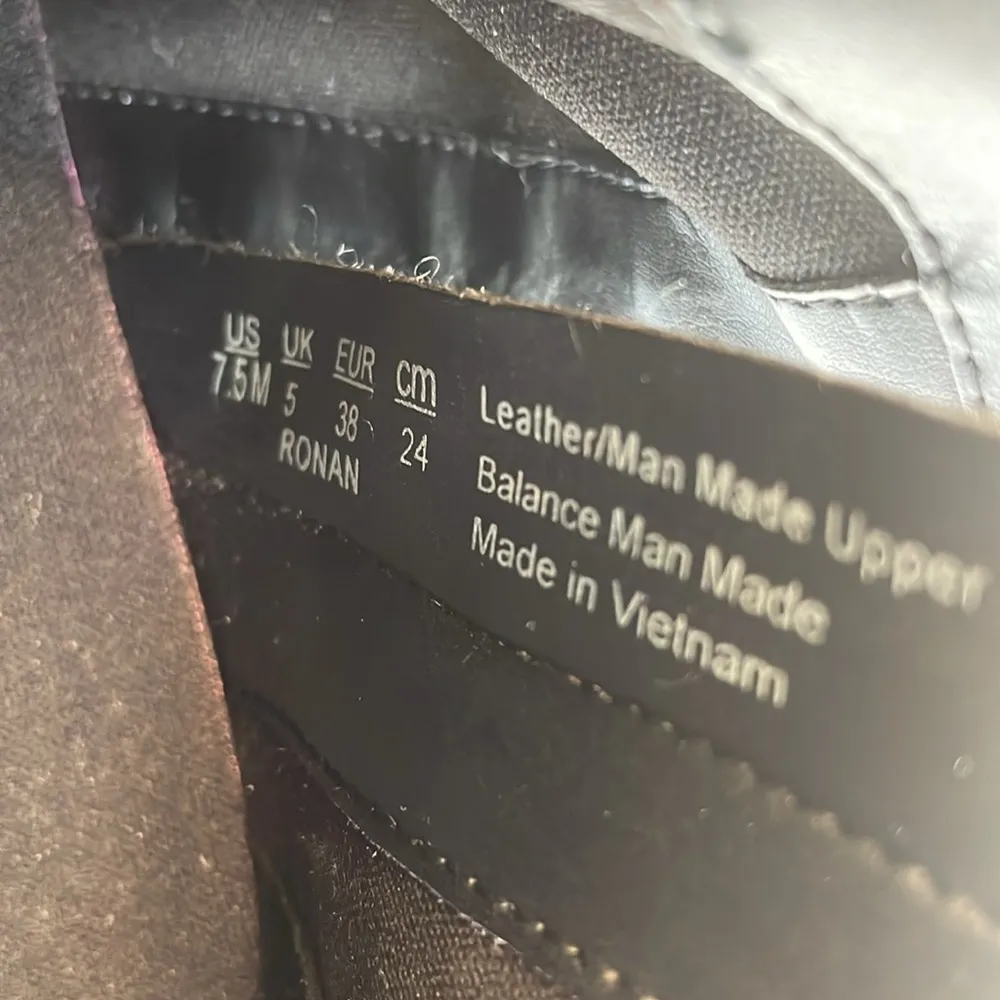 US UK EUR cm
7.5M 5 38 24
RONAN
Leather/Man Made Upper
Balance Man Made
Made in Vietnam